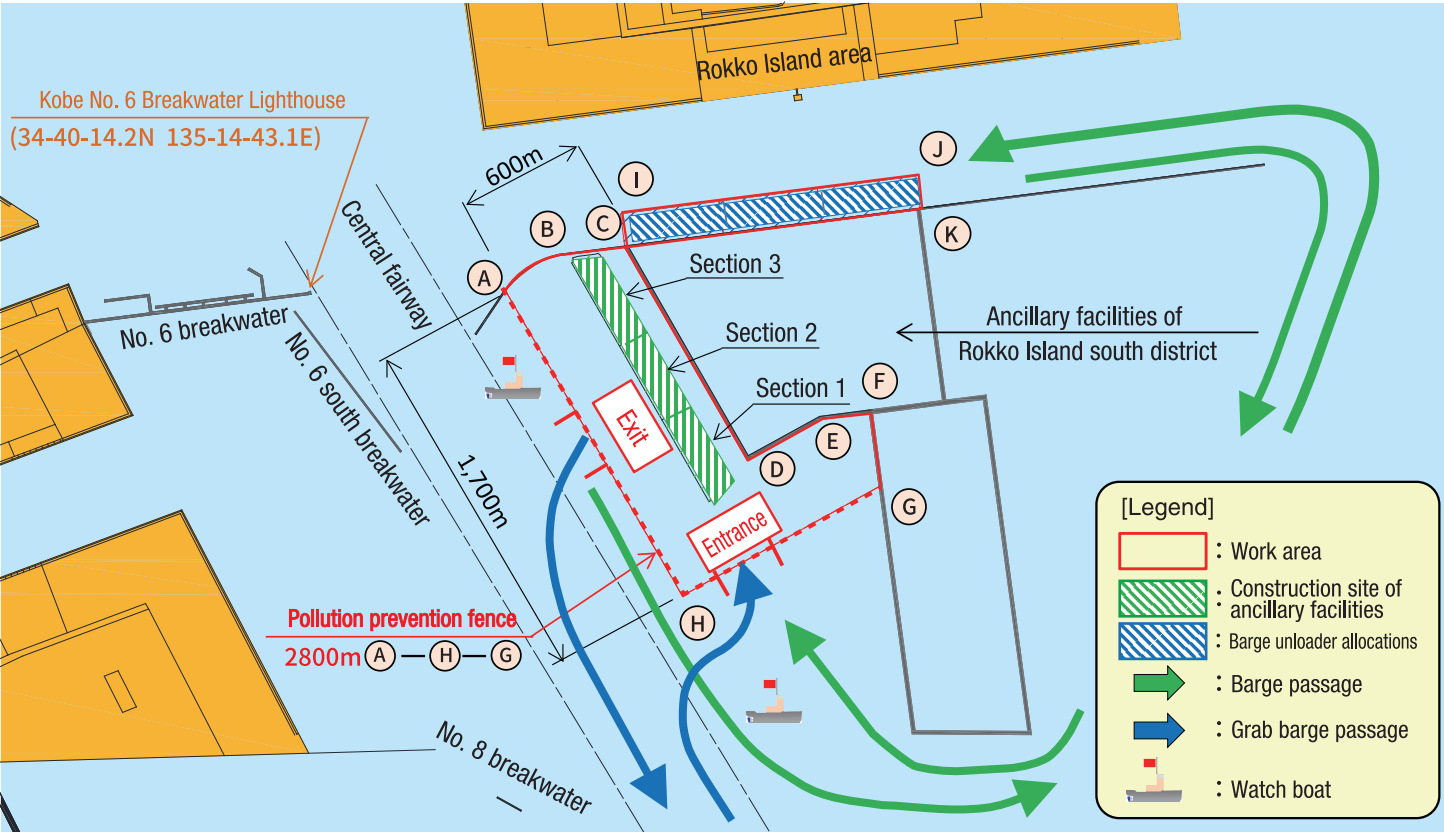 Rokko Island area
Kobe No. 6 Breakwater Lighthouse
(34-40-14.2N 135-14-43.1E)
600m
J
I
C
B
K
A
Central fairway
Section 3
No. 6 breakwater
Section 2
Ancillary facilities of
Rokko Island south district
No. 6 south breakwater
Section 1
F
Exit
E
D
1,700m
G
Entrance
Pollution prevention fence
2800m A — H — G
H
No. 8 breakwater
[Legend]
: Work area
: Construction site of
ancillary facilities
: Barge unloader allocations
: Barge passage
: Grab barge passage
: Watch boat